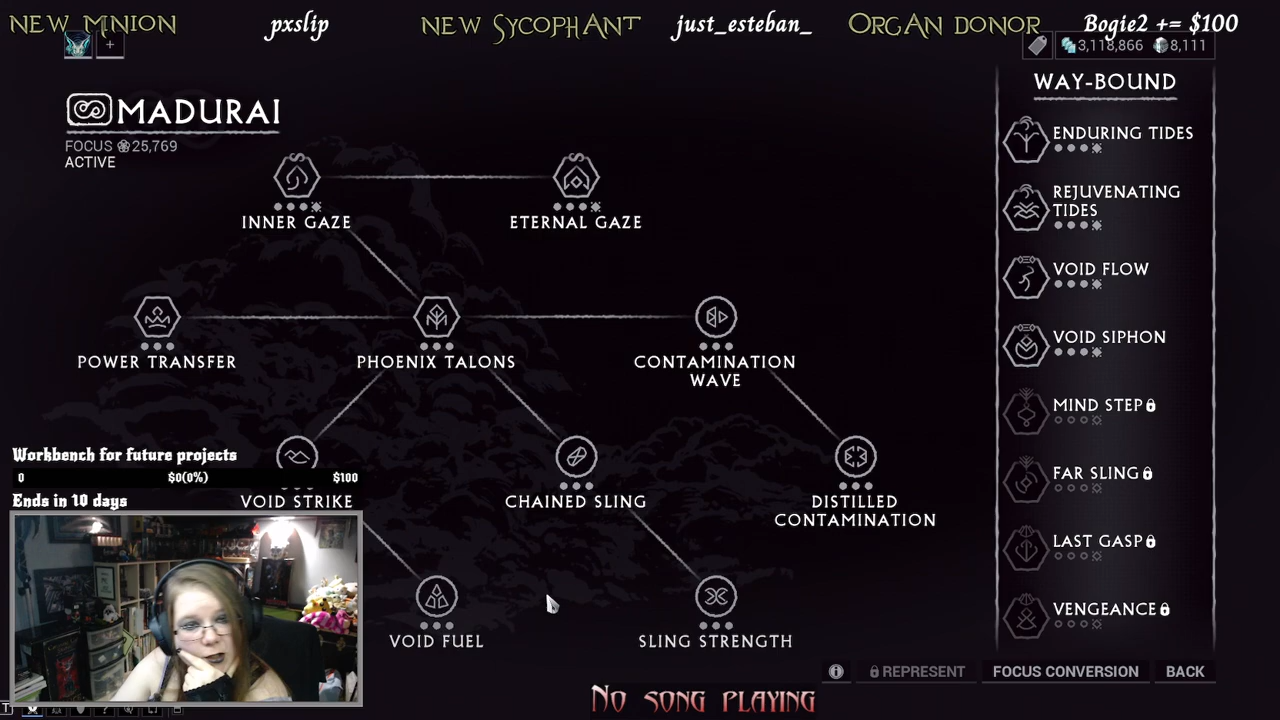 NEW MINION pxslip NEW SYCOPHANT just_esteban_ ORGAN DONOR Bogie2 += $100
+ 3,118,866 8,111
MADURAI
FOCUS 25,769
ACTIVE
INNER GAZE
ETERNAL GAZE
POWER TRANSFER
PHOENIX TALONS
CONTAMINATION
WAVE
VOID STRIKE
CHAINED SLING
DISTILLED
CONTAMINATION
VOID FUEL
SLING STRENGTH
WAY-BOUND
ENDURING TIDES
REJUVENATING
TIDES
VOID FLOW
VOID SIPHON
MIND STEP
FAR SLING
LAST GASP
VENGEANCE
Workbench for future projects
0 $0(0%) $100
Ends in 10 days
REPRESENT FOCUS CONVERSION BACK
No song playing
T